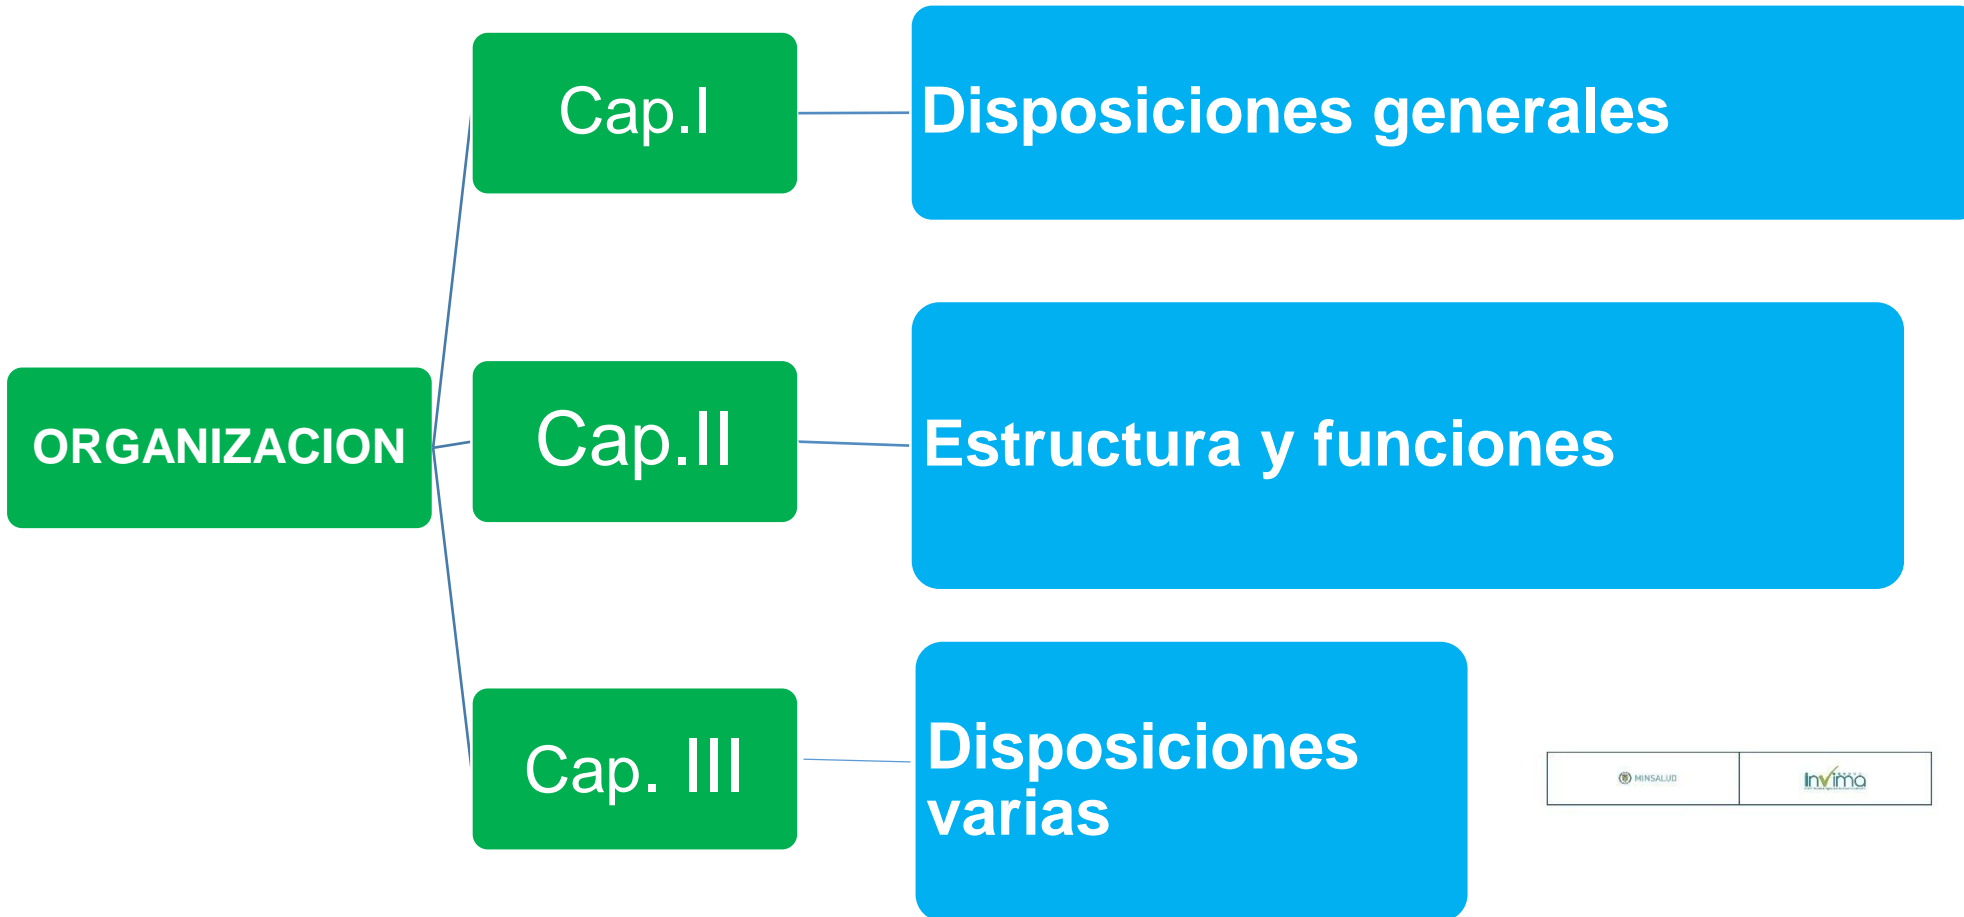 Cap.I
Disposiciones generales
ORGANIZACION
Cap.II
Estructura y funciones
Cap. III
Disposiciones
varias
MINSALUD
Invima